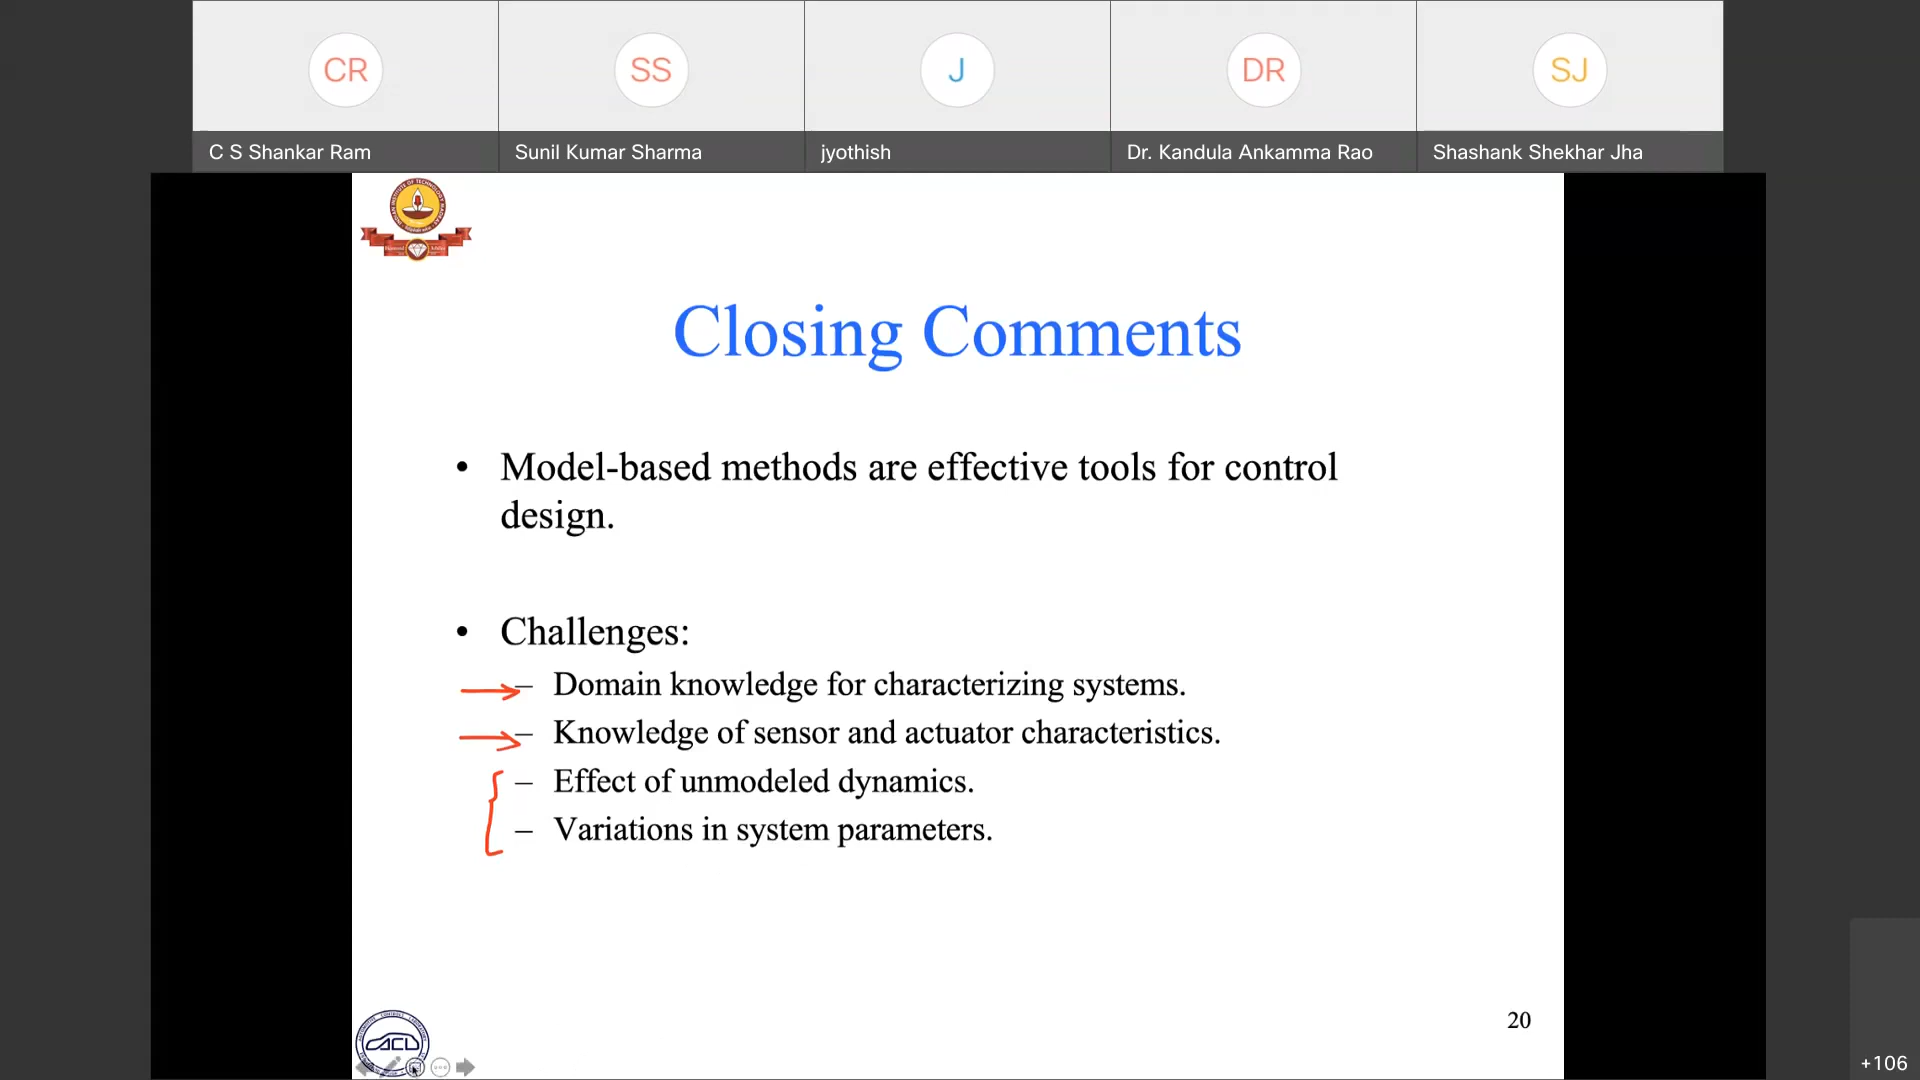 CR
SS
J
DR
SJ
C S Shankar Ram
Sunil Kumar Sharma
jyothish
Dr. Kandula Ankamma Rao
Shashank Shekhar Jha
Closing Comments
• Model-based methods are effective tools for control
design.
• Challenges:
– Domain knowledge for characterizing systems.
– Knowledge of sensor and actuator characteristics.
– Effect of unmodeled dynamics.
– Variations in system parameters.
ACL
20
+106